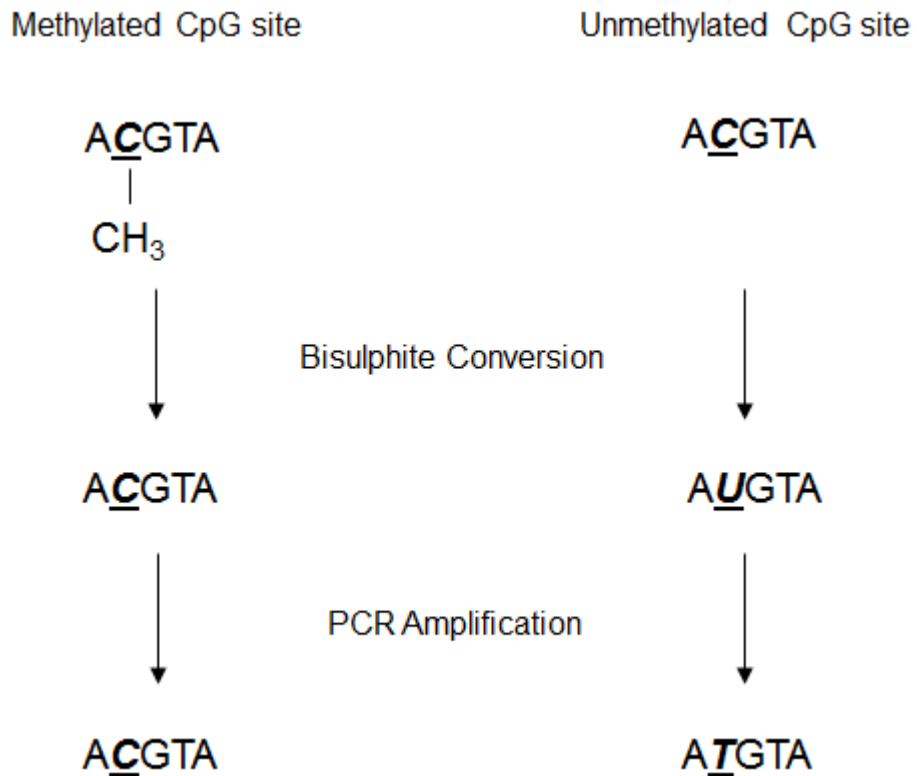 Methylated CpG site Unmethylated CpG site
ACGTA ACGTA
CH₃
Bisulphite Conversion
ACGTA AUGTA
PCR Amplification
ACGTA ATGTA